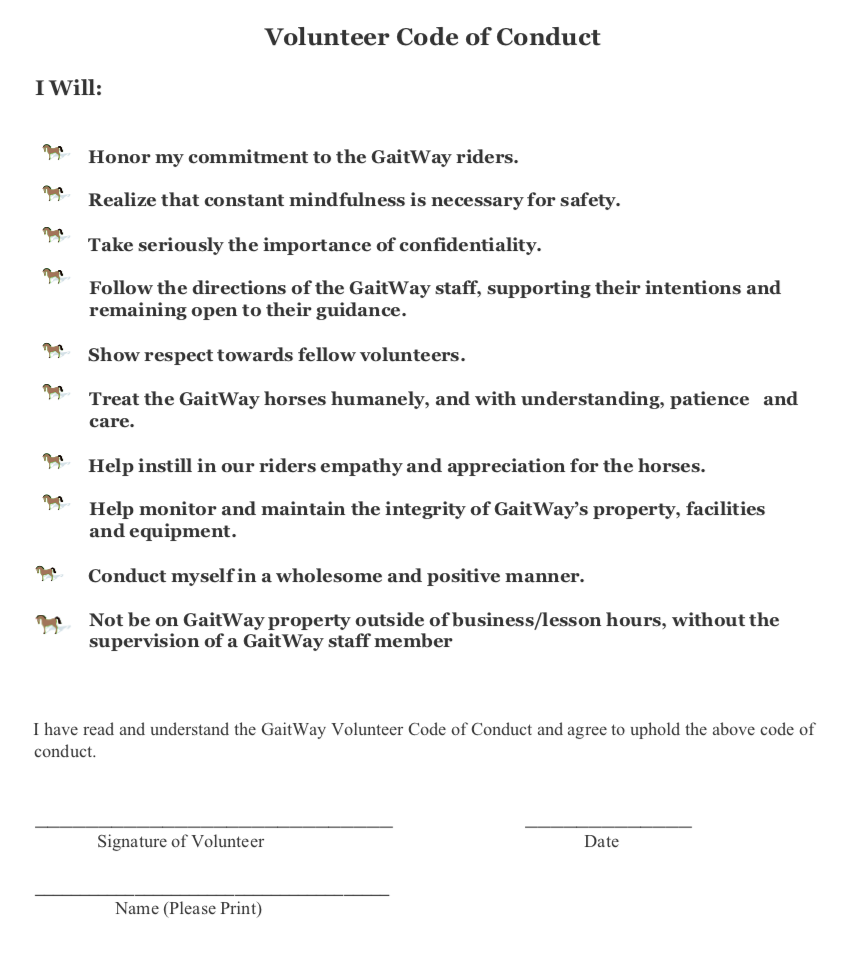 Volunteer Code of Conduct
I Will:
Honor my commitment to the GaitWay riders.
Realize that constant mindfulness is necessary for safety.
Take seriously the importance of confidentiality.
Follow the directions of the GaitWay staff, supporting their intentions and
remaining open to their guidance.
Show respect towards fellow volunteers.
Treat the GaitWay horses humanely, and with understanding, patience and
care.
Help instill in our riders empathy and appreciation for the horses.
Help monitor and maintain the integrity of GaitWay’s property, facilities
and equipment.
Conduct myself in a wholesome and positive manner.
Not be on GaitWay property outside of business/lesson hours, without the
supervision of a GaitWay staff member
I have read and understand the GaitWay Volunteer Code of Conduct and agree to uphold the above code of
conduct.
Signature of Volunteer Date
Name (Please Print)